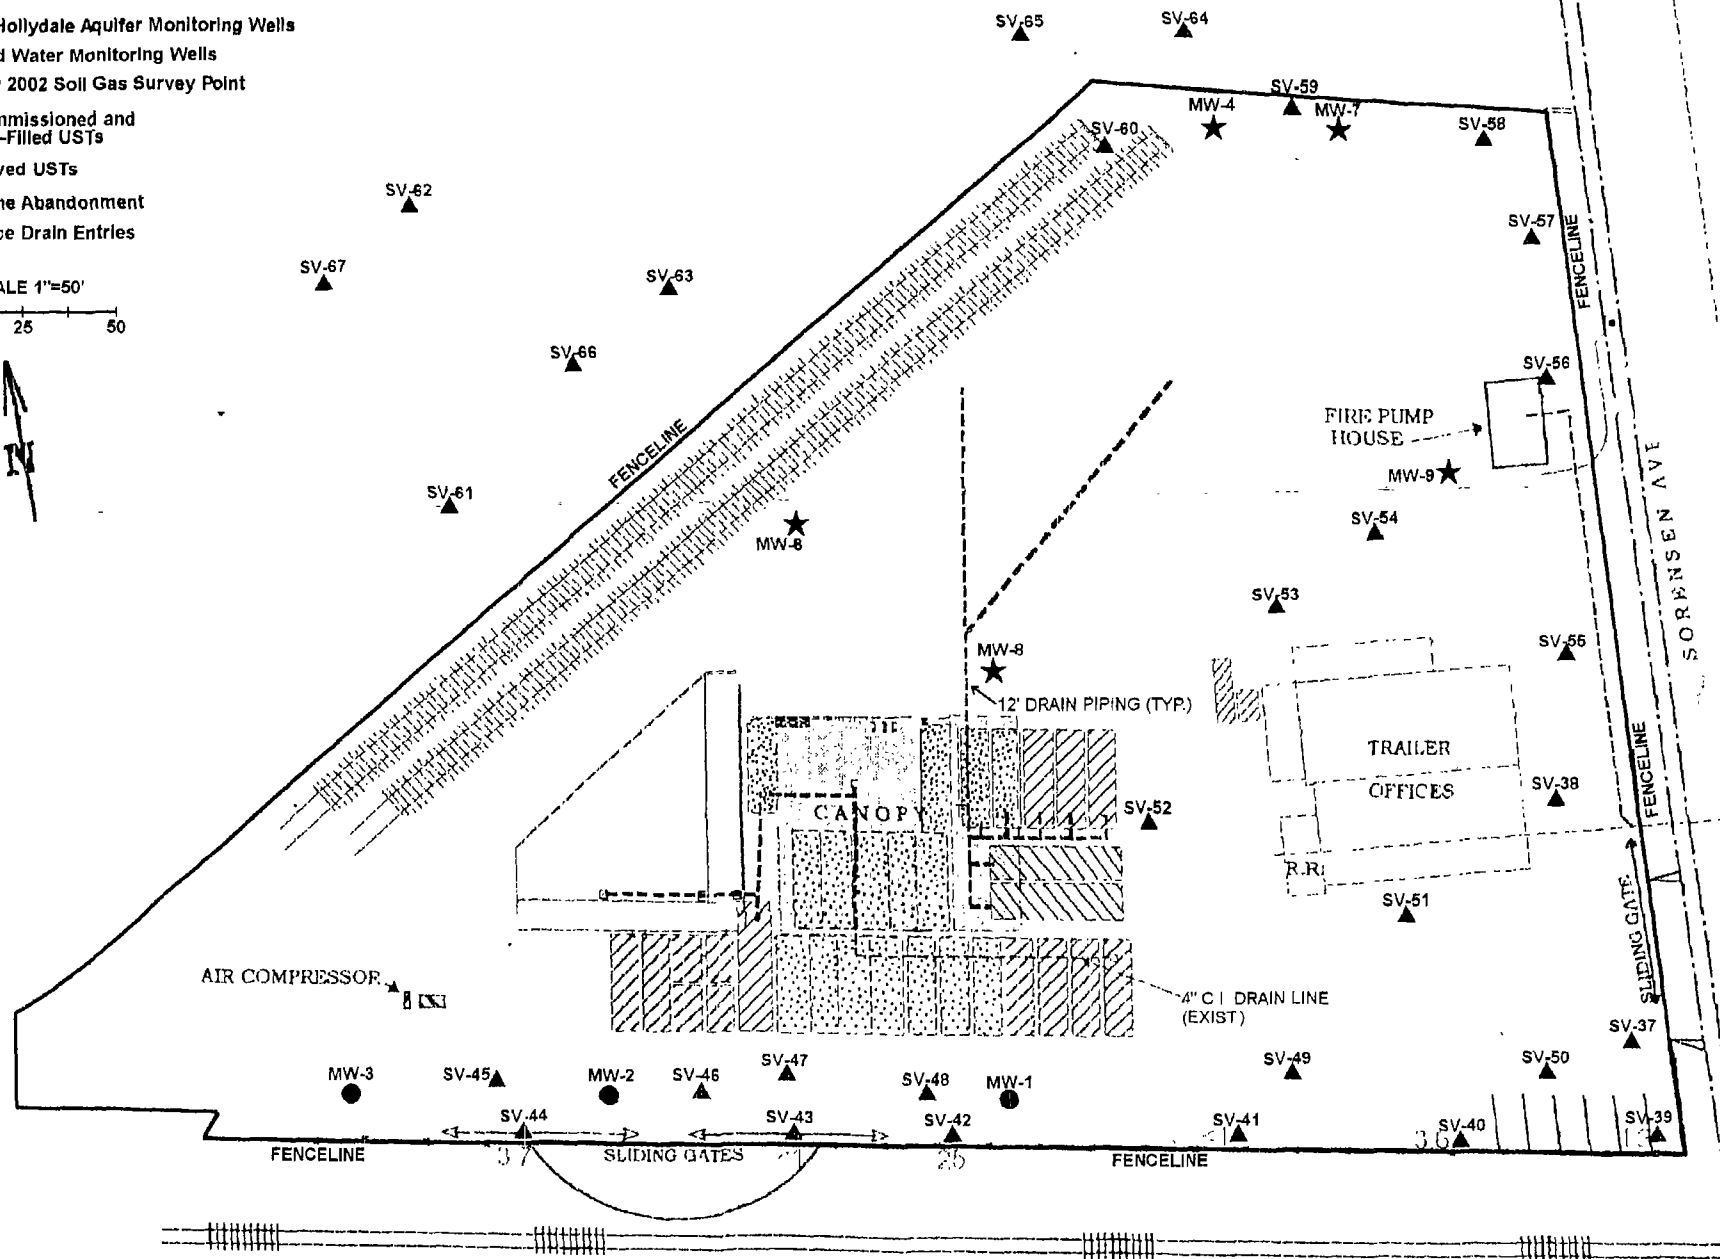 Hollydale Aquifer Monitoring Wells
d Water Monitoring Wells
2002 Soil Gas Survey Point
mmissioned and
-Filled USTs
ved USTs
ne Abandonment
ce Drain Entries
ALE 1"=50'
25 50
N
SV-65
SV-64
SV-59
MW-4
MW-7
SV-60
SV-58
SV-62
SV-57
FENCELINE
SV-67
SV-63
SV-66
SV-56
FIRE PUMP
HOUSE
FENCELINE
MW-9
SORENSEN AVE
SV-61
SV-54
MW-6
SV-53
SV-55
MW-8
12' DRAIN PIPING (TYP.)
TRAILER
OFFICES
FENCELINE
SV-38
CANOPY
SV-52
R.R.
SV-51
SLIDING GATE
AIR COMPRESSOR
4" C I DRAIN LINE
(EXIST)
SV-37
MW-3
SV-45
MW-2
SV-46
SV-47
SV-48
MW-1
SV-49
SV-50
SV-44
SV-43
SV-42
SV-41
36
SV-40
SV-39
FENCELINE
37
SLIDING GATES
FENCELINE